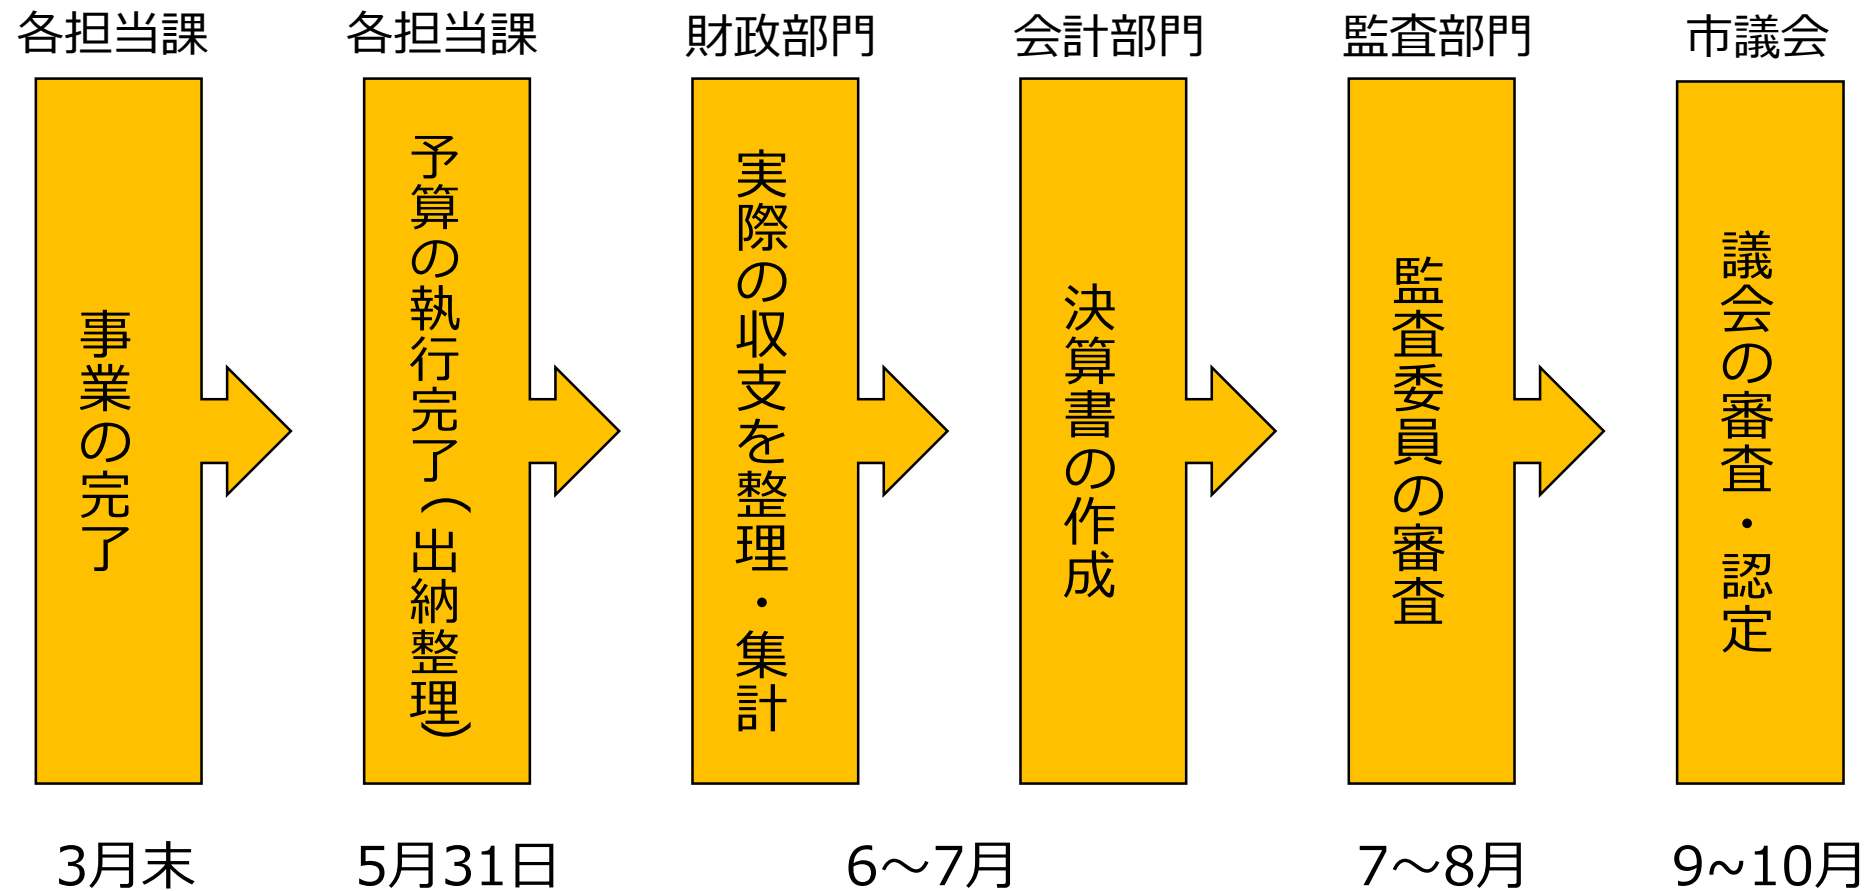 各担当課
各担当課
財政部門
会計部門
監査部門
市議会
事業の完了
予算の執行完了（出納整理）
実際の収支を整理・集計
決算書の作成
監査委員の審査
議会の審査・認定
3月末
5月31日
6～7月
7～8月
9~10月